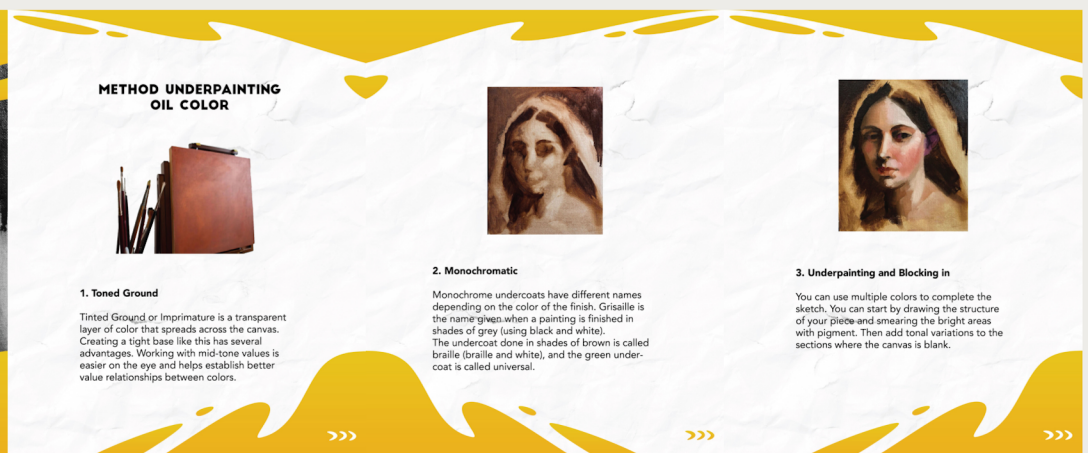 METHOD UNDERPAINTING
OIL COLOR
1. Toned Ground
Tinted Ground or Imprimature is a transparent
layer of color that spreads across the canvas.
Creating a tight base like this has several
advantages. Working with mid-tone values is
easier on the eye and helps establish better
value relationships between colors.
2. Monochromatic
Monochrome undercoats have different names
depending on the color of the finish. Grisaille is
the name given when a painting is finished in
shades of grey (using black and white).
The undercoat done in shades of brown is called
braille (braille and white), and the green under-
coat is called universal.
3. Underpainting and Blocking in
You can use multiple colors to complete the
sketch. You can start by drawing the structure
of your piece and smearing the bright areas
with pigment. Then add tonal variations to the
sections where the canvas is blank.